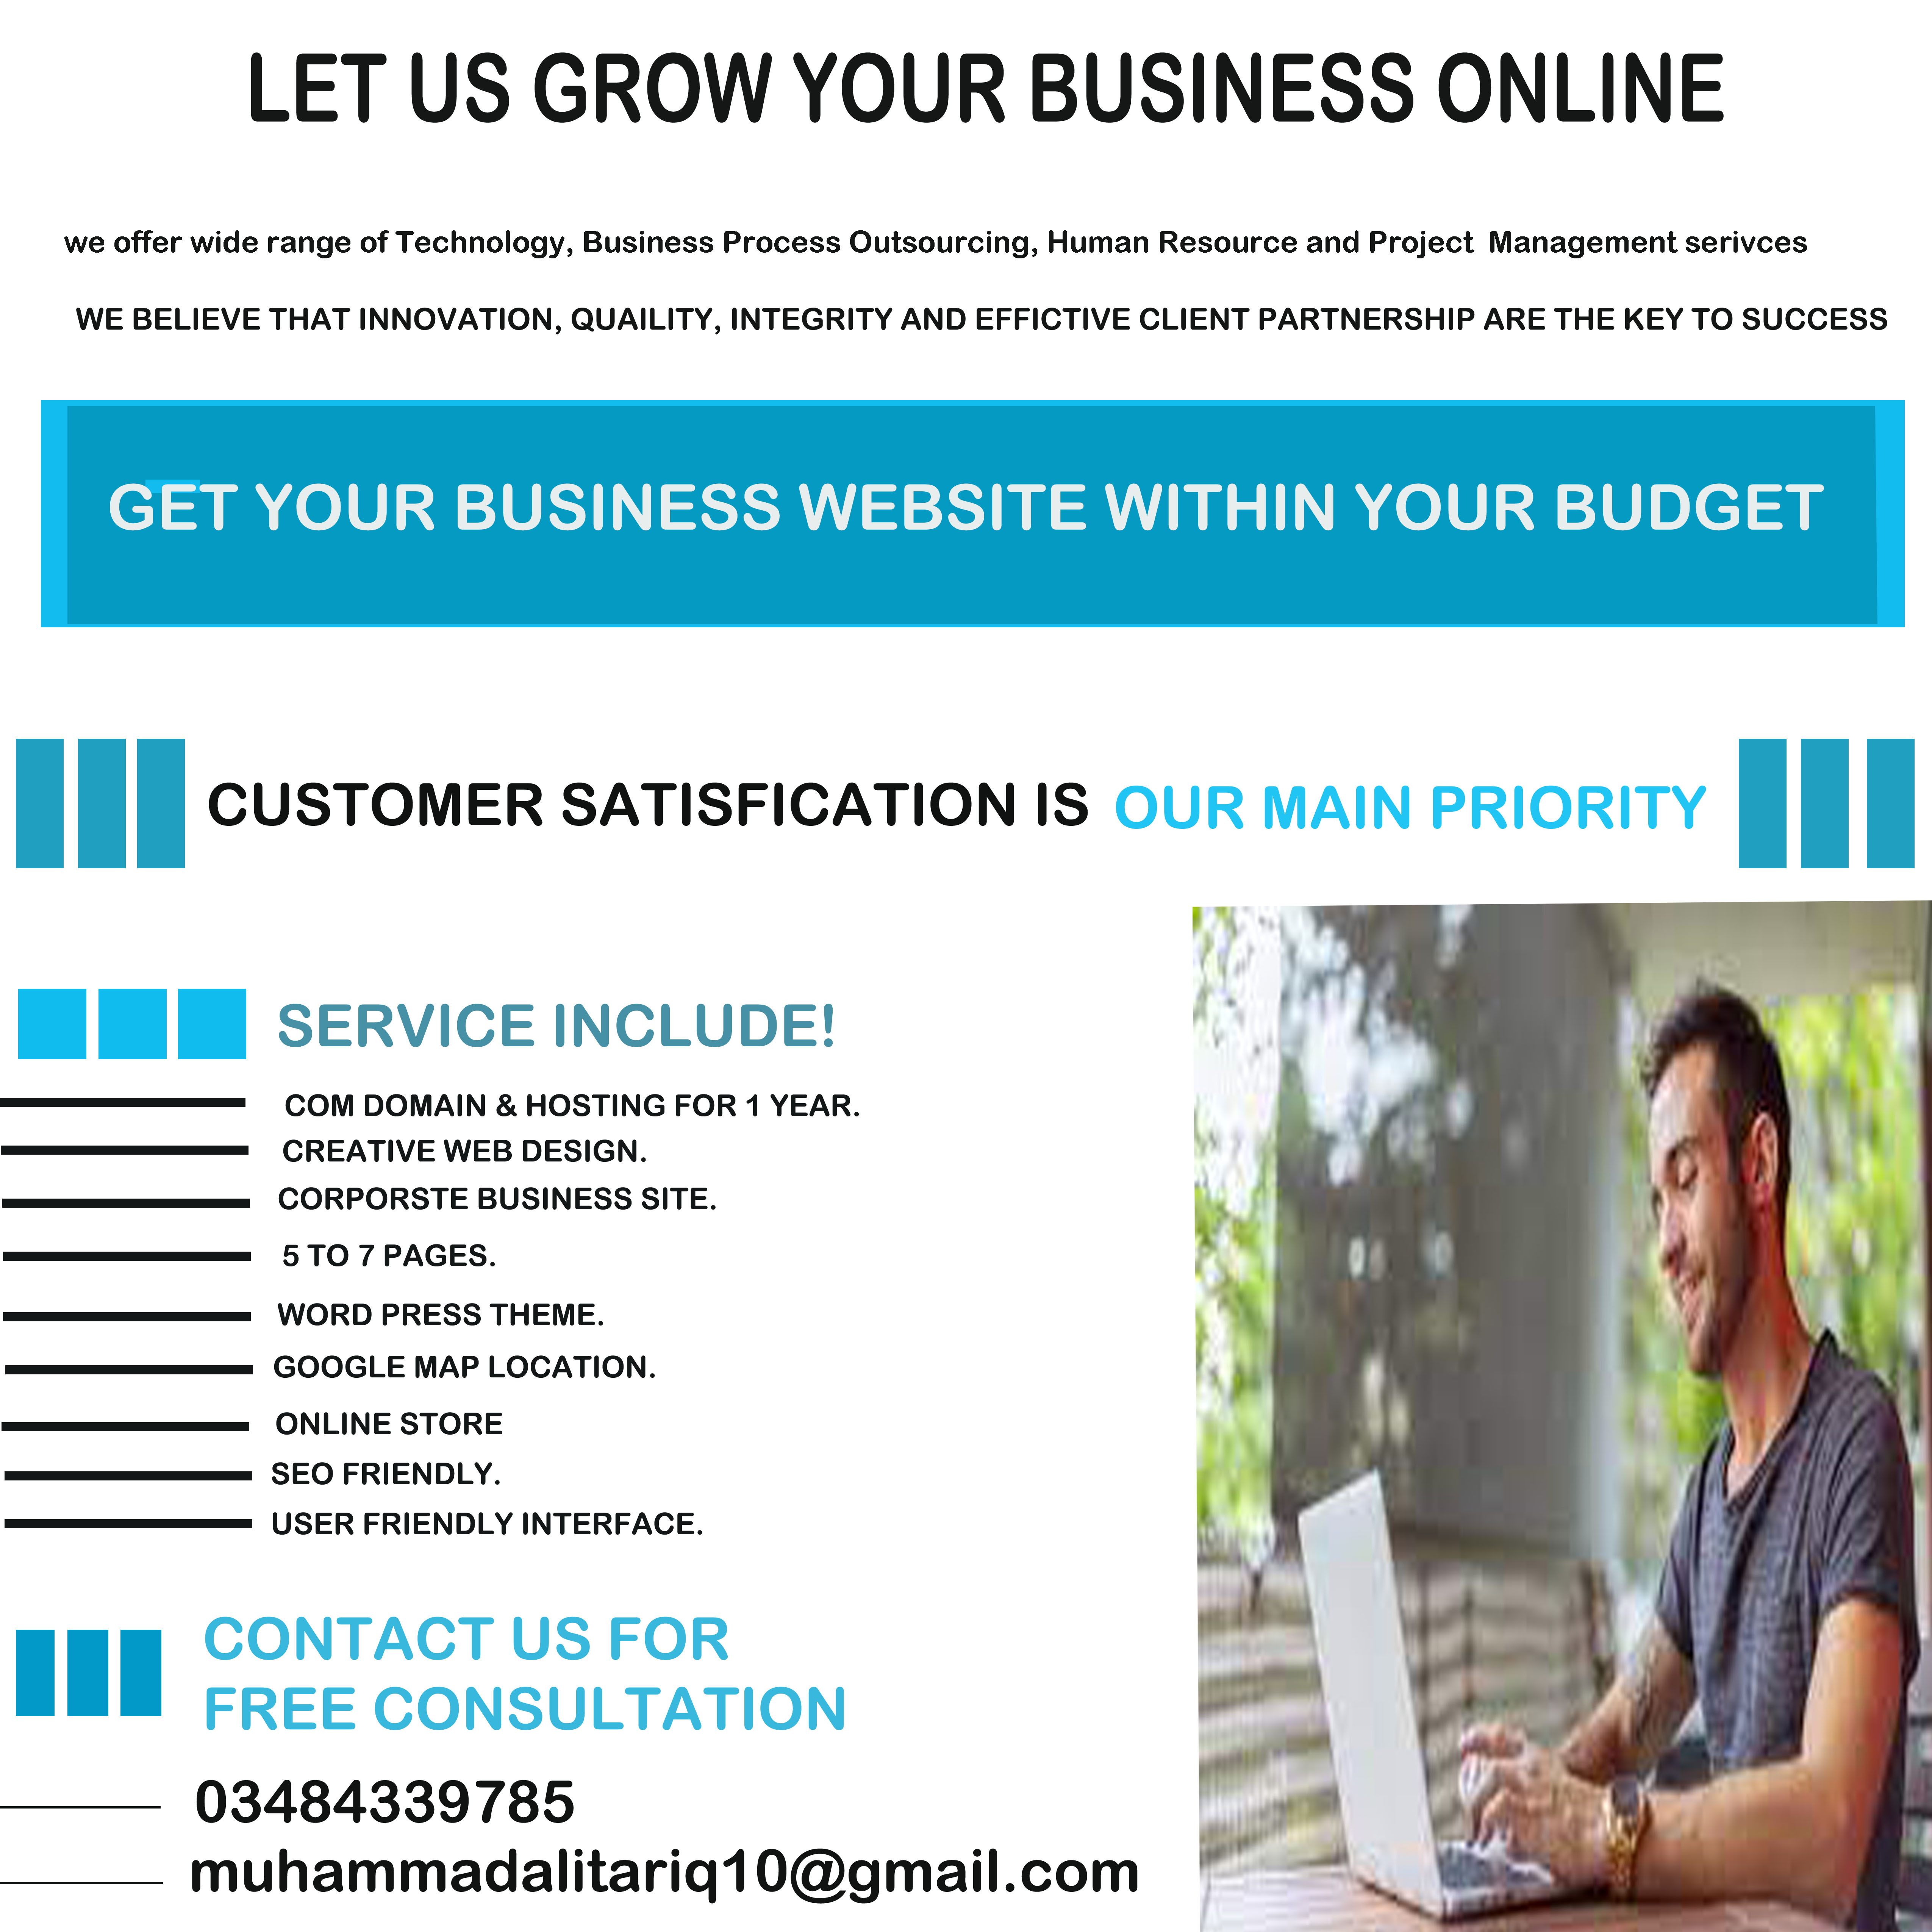 LET US GROW YOUR BUSINESS ONLINE
we offer wide range of Technology, Business Process Outsourcing, Human Resource and Project Management serivces
WE BELIEVE THAT INNOVATION, QUAILITY, INTEGRITY AND EFFICTIVE CLIENT PARTNERSHIP ARE THE KEY TO SUCCESS
GET YOUR BUSINESS WEBSITE WITHIN YOUR BUDGET
CUSTOMER SATISFICATION IS OUR MAIN PRIORITY
SERVICE INCLUDE!
COM DOMAIN & HOSTING FOR 1 YEAR.
CREATIVE WEB DESIGN.
CORPORSTE BUSINESS SITE.
5 TO 7 PAGES.
WORD PRESS THEME.
GOOGLE MAP LOCATION.
ONLINE STORE
SEO FRIENDLY.
USER FRIENDLY INTERFACE.
CONTACT US FOR
FREE CONSULTATION
03484339785
muhammadalitariq10@gmail.com